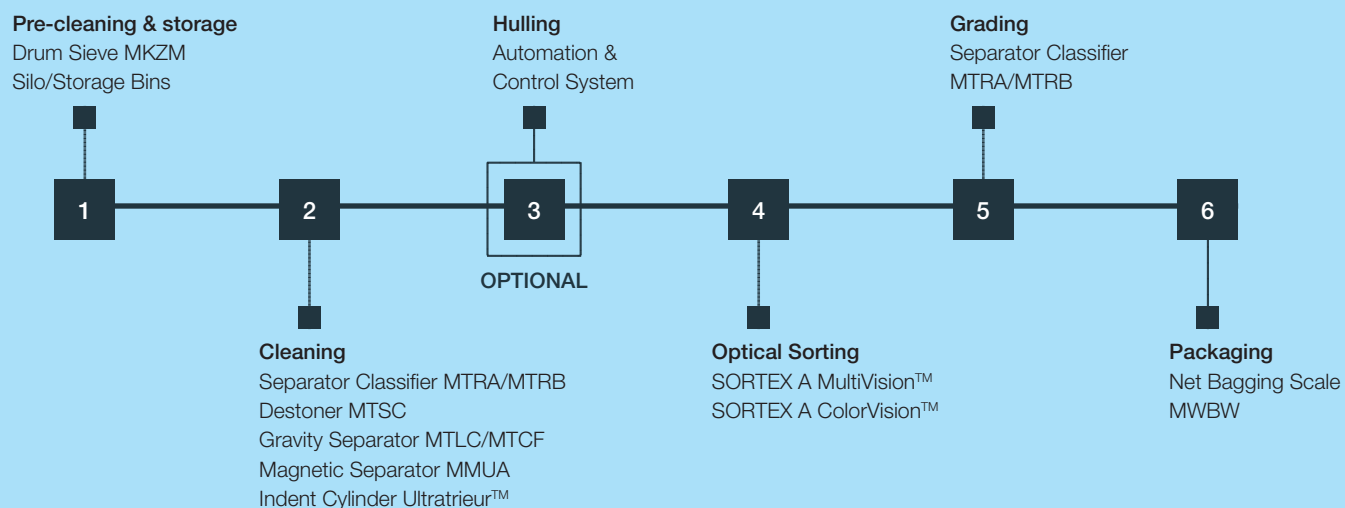 Pre-cleaning & storage
Drum Sieve MKZM
Silo/Storage Bins
Hulling
Automation &
Control System
Grading
Separator Classifier
MTRA/MTRB
1
2
3
4
5
6
OPTIONAL
Cleaning
Separator Classifier MTRA/MTRB
Destoner MTSC
Gravity Separator MTLC/MTCF
Magnetic Separator MMUA
Indent Cylinder Ultratrieur™
Optical Sorting
SORTEX A MultiVision™
SORTEX A ColorVision™
Packaging
Net Bagging Scale
MWBW